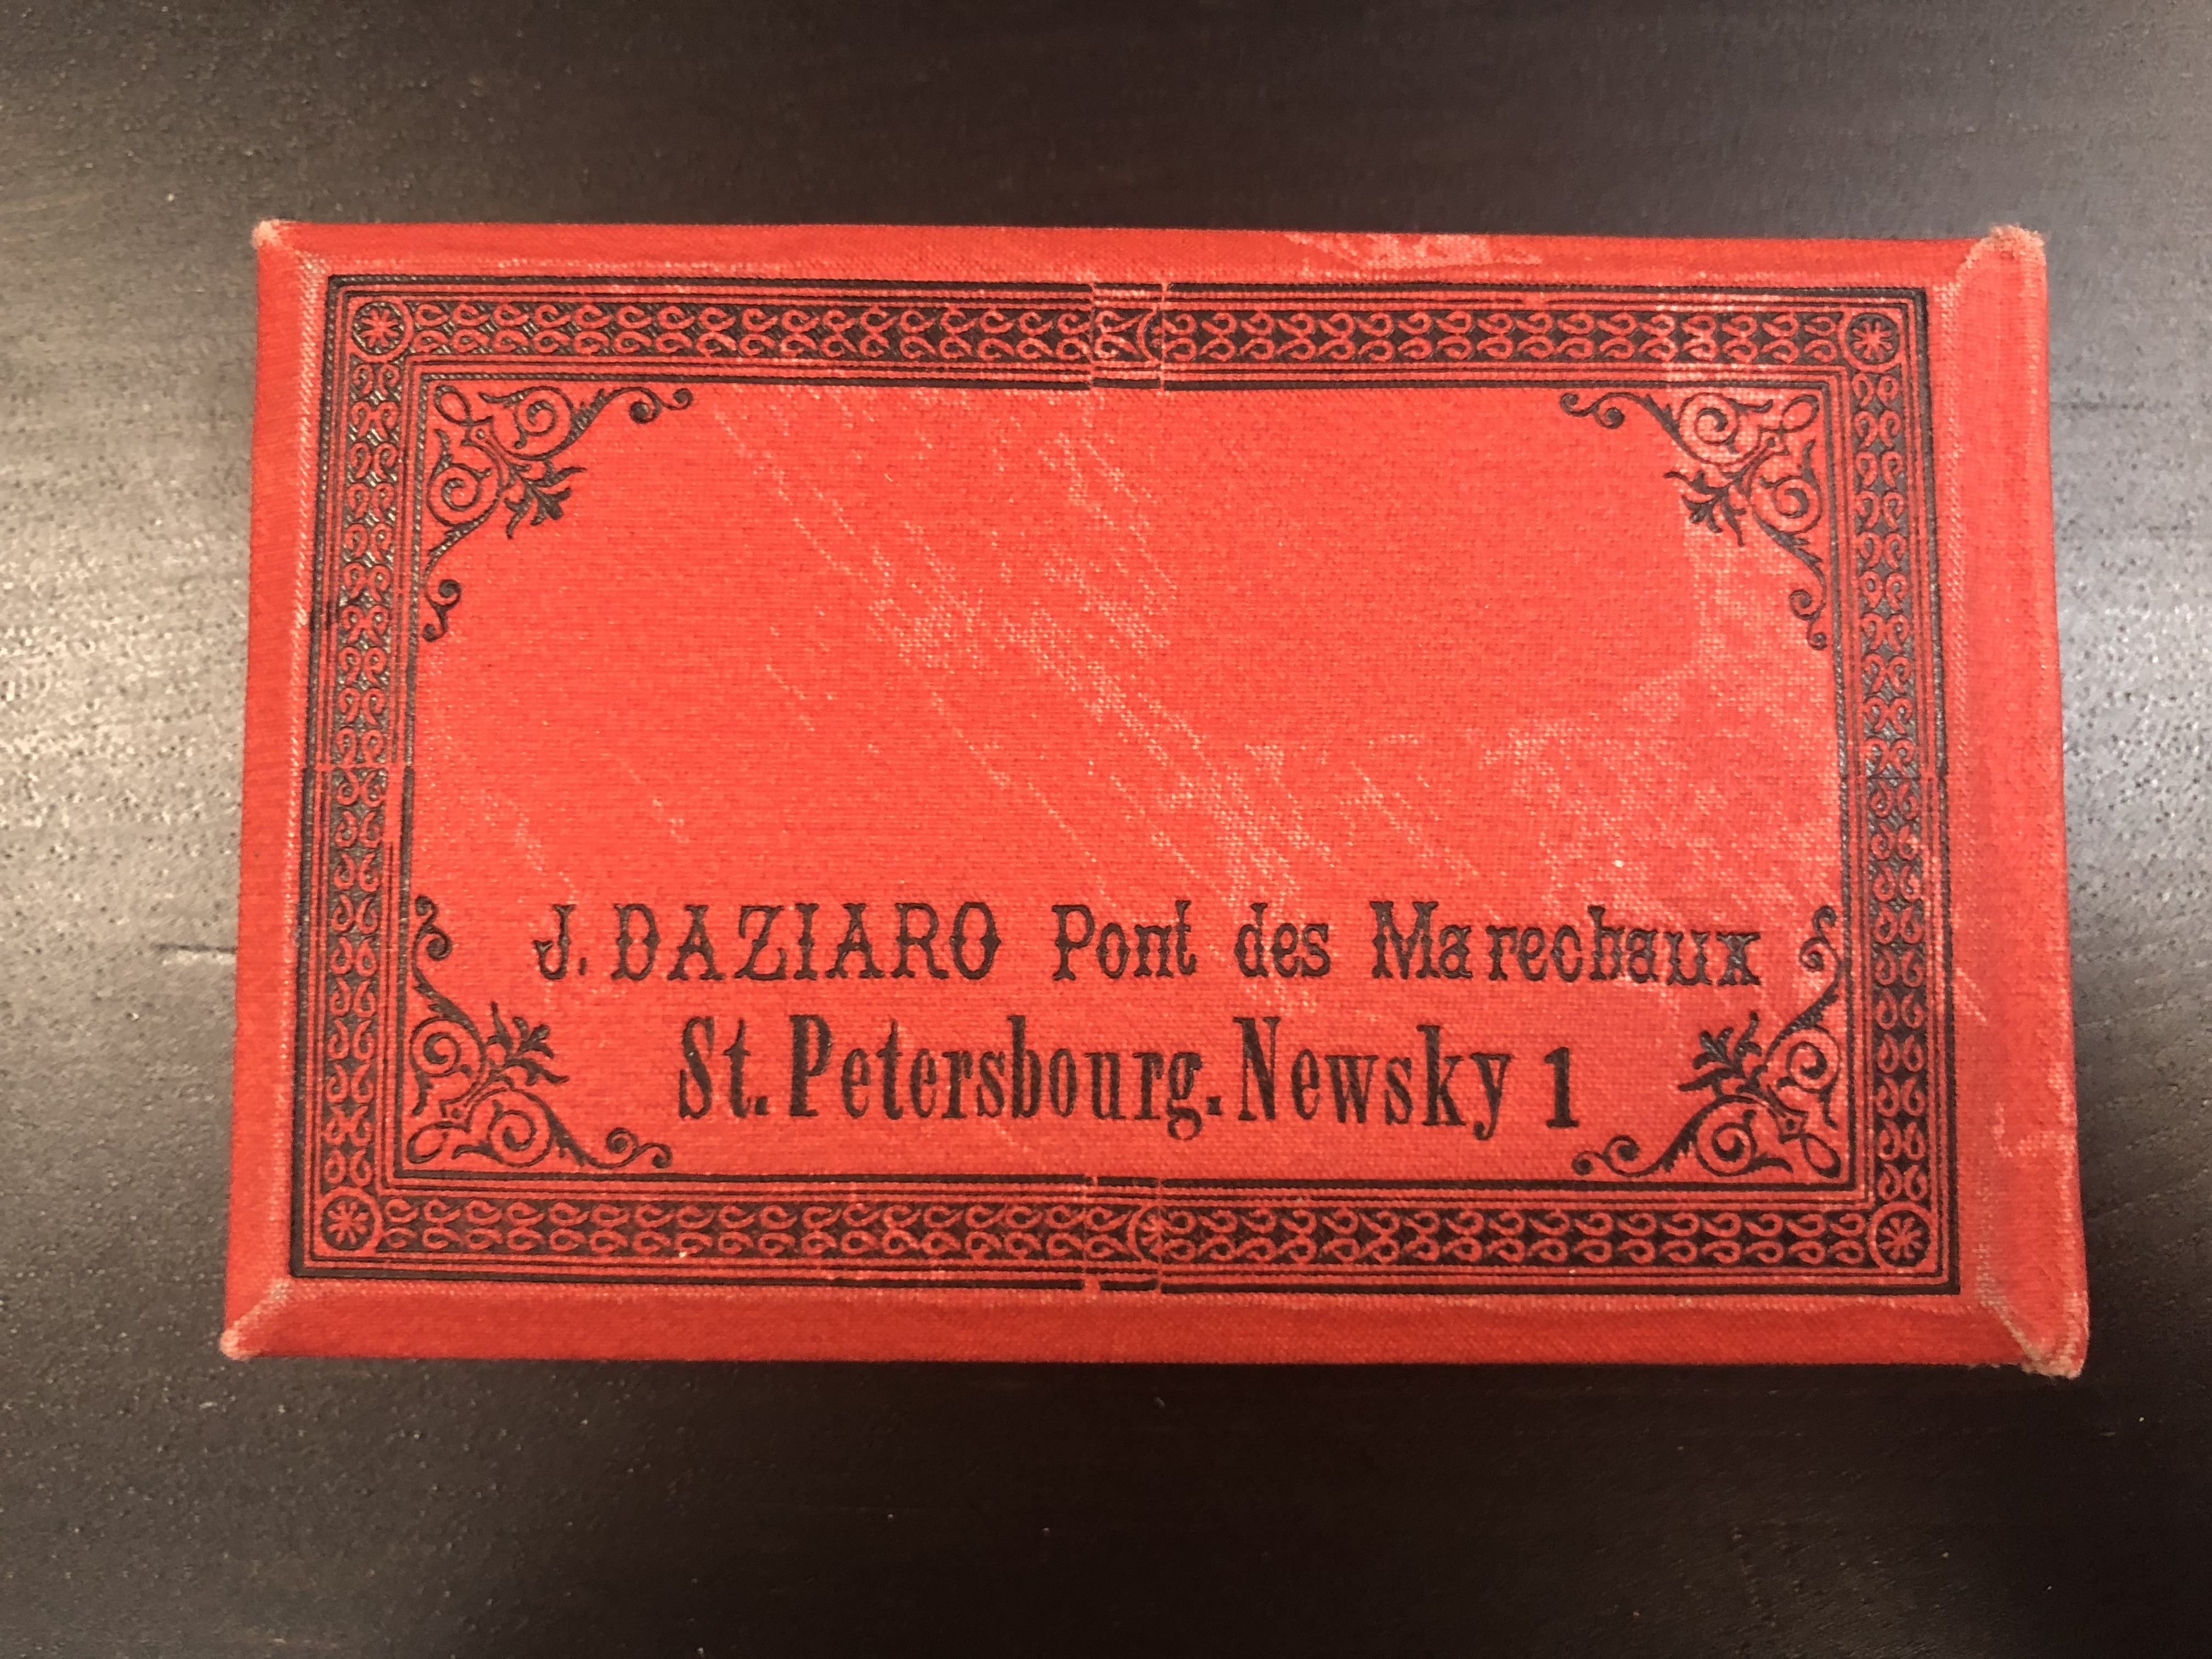 J. DAZIARO Pont des Marechaux
St. Petersbourg. Newsky 1